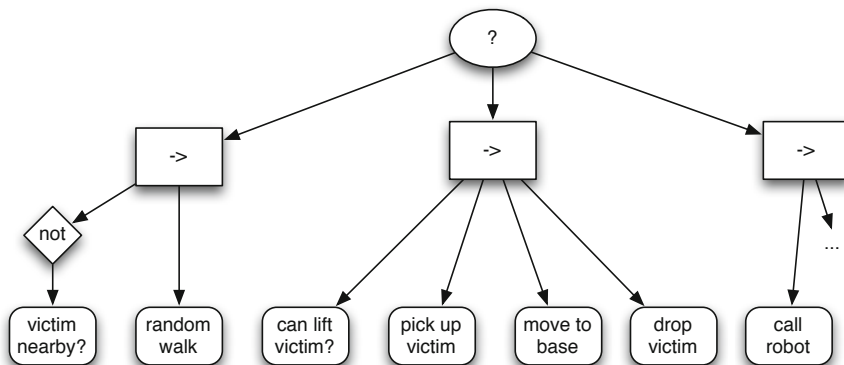 ?
->
->
->
not
...
victim
nearby?
random
walk
can lift
victim?
pick up
victim
move to
base
drop
victim
call
robot